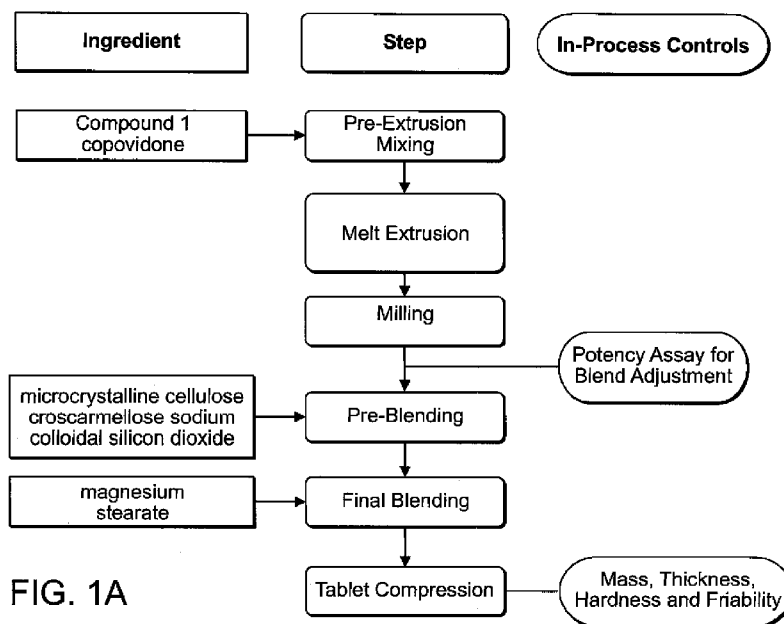 Ingredient
Step
In-Process Controls
Compound 1
copovidone
Pre-Extrusion
Mixing
Melt Extrusion
Milling
Potency Assay for
Blend Adjustment
microcrystalline cellulose
croscarmellose sodium
colloidal silicon dioxide
Pre-Blending
magnesium
stearate
Final Blending
Tablet Compression
Mass, Thickness,
Hardness and Friability
FIG. 1A